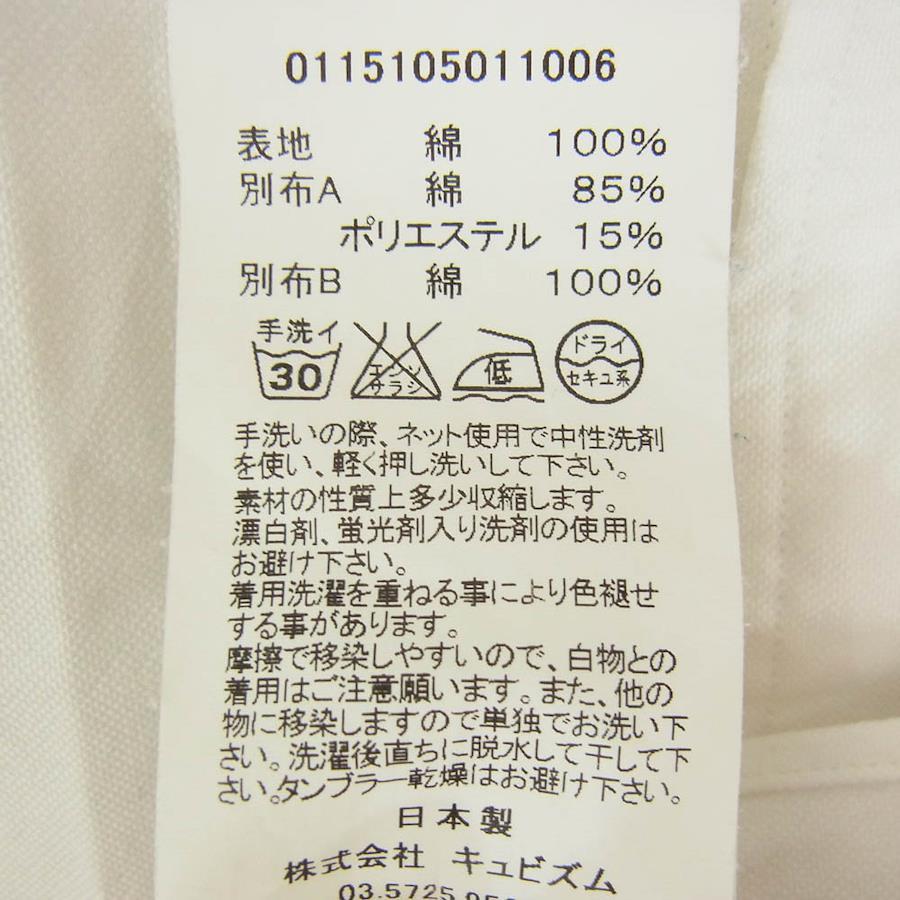 0115105011006
表地 綿 100%
別布A 綿 85%
ポリエステル 15%
別布B 綿 100%
手洗イ
30
エンソ
サラシ
低
ドライ
セキユ系
手洗いの際、ネット使用で中性洗剤
を使い、軽く押し洗いして下さい。
素材の性質上多少収縮します。
漂白剤、蛍光剤入り洗剤の使用は
お避け下さい。
着用洗濯を重ねる事により色褪せ
する事があります。
摩擦で移染しやすいので、白物との
着用はご注意願います。また、他の
物に移染しますので単独でお洗い下
さい。洗濯後直ちに脱水して干して下
さい。タンブラー乾燥はお避け下さい。
日本製
株式会社 キュビズム
03.5725